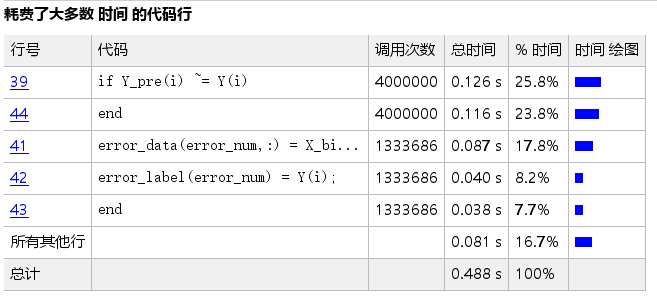 耗费了大多数 时间 的代码行
行号 代码 调用次数 总时间 % 时间 时间 绘图
39 if Y_pre(i) ~= Y(i) 4000000 0.126 s 25.8%
44 end 4000000 0.116 s 23.8%
41 error_data(error_num,:) = X_bi... 1333686 0.087 s 17.8%
42 error_label(error_num) = Y(i); 1333686 0.040 s 8.2%
43 end 1333686 0.038 s 7.7%
所有其他行 0.081 s 16.7%
总计 0.488 s 100%